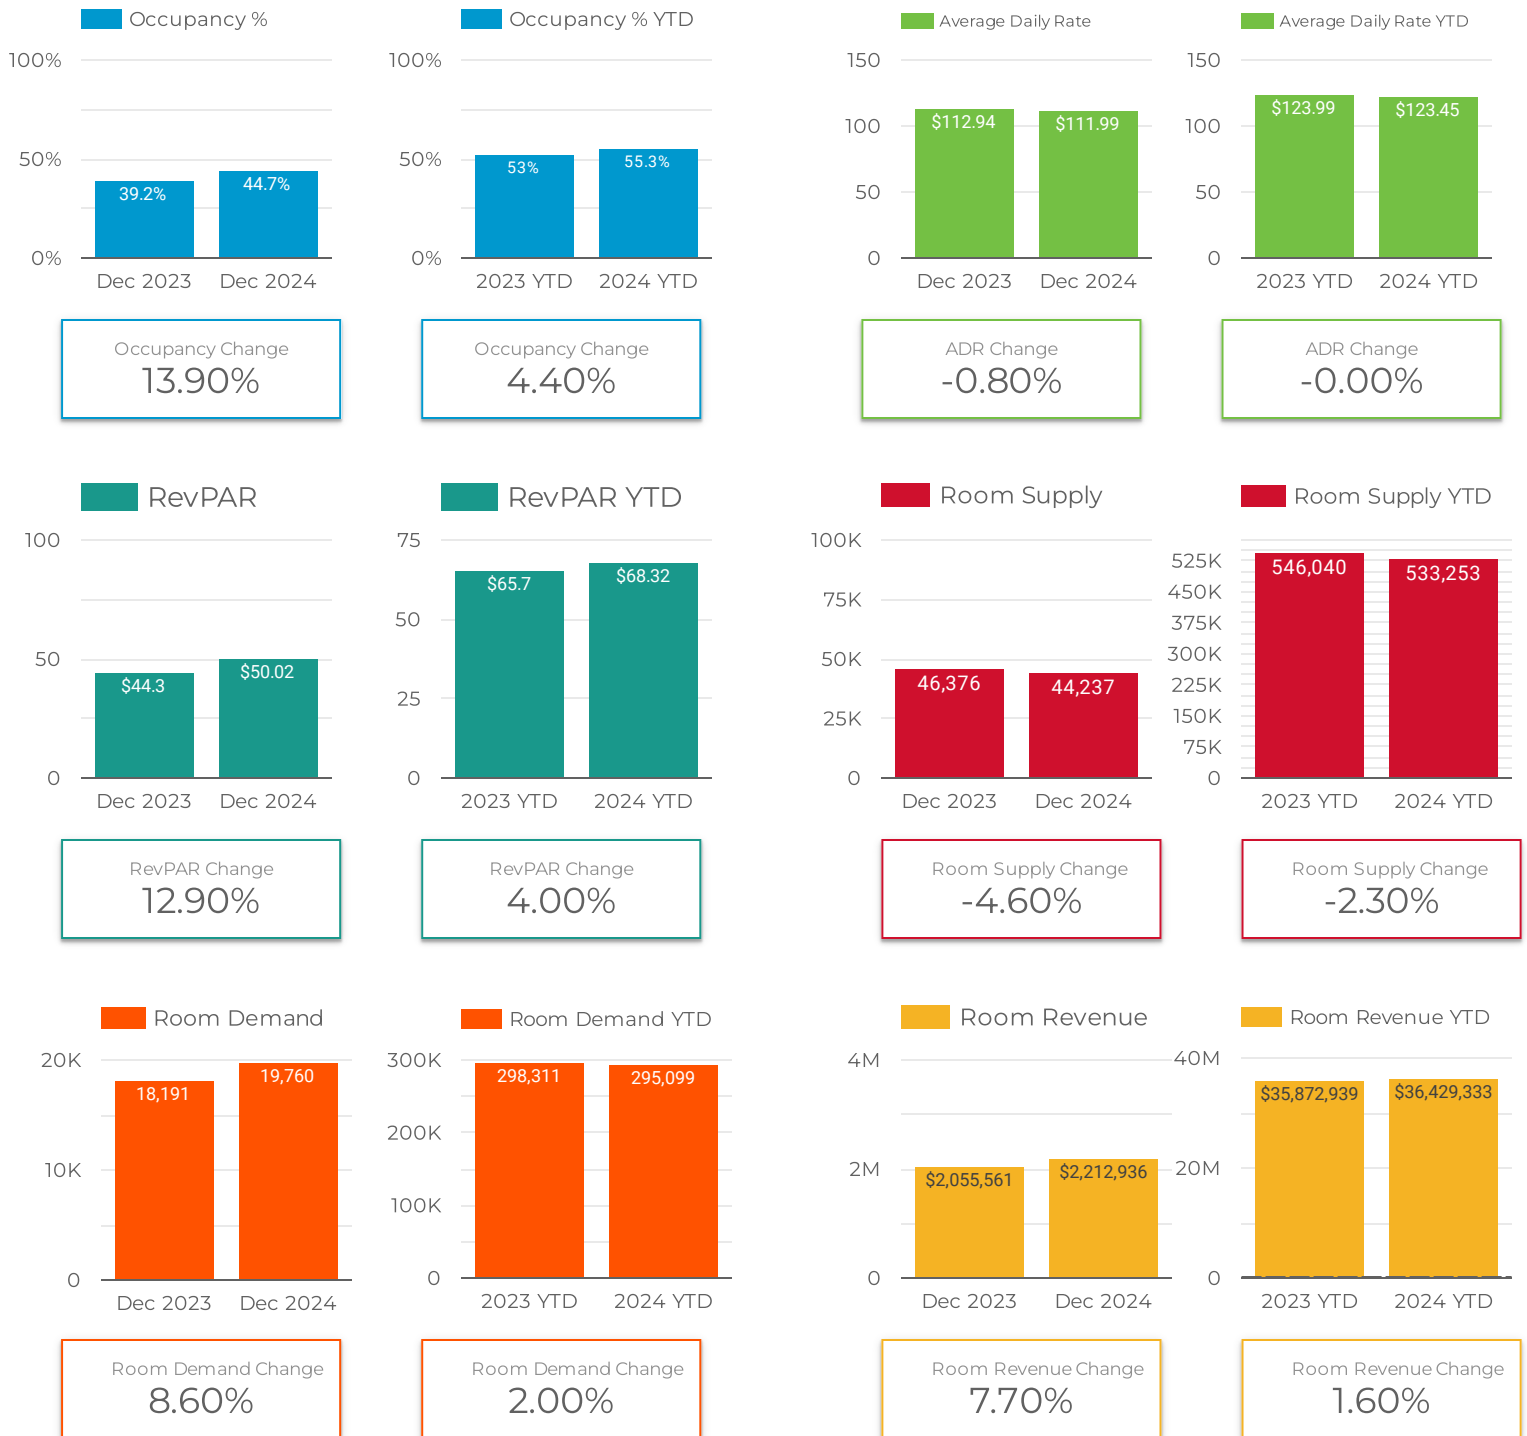 Occupancy %
100%
50%
0%
39.2%
44.7%
Dec 2023
Dec 2024
Occupancy Change
13.90%
Occupancy % YTD
100%
50%
0%
53%
55.3%
2023 YTD
2024 YTD
Occupancy Change
4.40%
Average Daily Rate
150
100
50
0
$112.94
$111.99
Dec 2023
Dec 2024
ADR Change
-0.80%
Average Daily Rate YTD
150
100
50
0
$123.99
$123.45
2023 YTD
2024 YTD
ADR Change
-0.00%
RevPAR
100
50
0
$44.3
$50.02
Dec 2023
Dec 2024
RevPAR Change
12.90%
RevPAR YTD
75
50
25
0
$65.7
$68.32
2023 YTD
2024 YTD
RevPAR Change
4.00%
Room Supply
100K
75K
50K
25K
0
46,376
44,237
Dec 2023
Dec 2024
Room Supply Change
-4.60%
Room Supply YTD
525K
450K
375K
300K
225K
150K
75K
0
546,040
533,253
2023 YTD
2024 YTD
Room Supply Change
-2.30%
Room Demand
20K
10K
0
18,191
19,760
Dec 2023
Dec 2024
Room Demand Change
8.60%
Room Demand YTD
300K
200K
100K
0
298,311
295,099
2023 YTD
2024 YTD
Room Demand Change
2.00%
Room Revenue
4M
2M
0
$2,055,561
$2,212,936
Dec 2023
Dec 2024
Room Revenue Change
7.70%
Room Revenue YTD
40M
20M
0
$35,872,939
$36,429,333
2023 YTD
2024 YTD
Room Revenue Change
1.60%